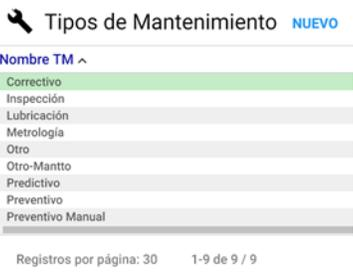 Tipos de Mantenimiento NUEVO
Nombre TM
Correctivo
Inspección
Lubricación
Metrología
Otro
Otro-Mantto
Predictivo
Preventivo
Preventivo Manual
Registros por página: 30 1-9 de 9 / 9